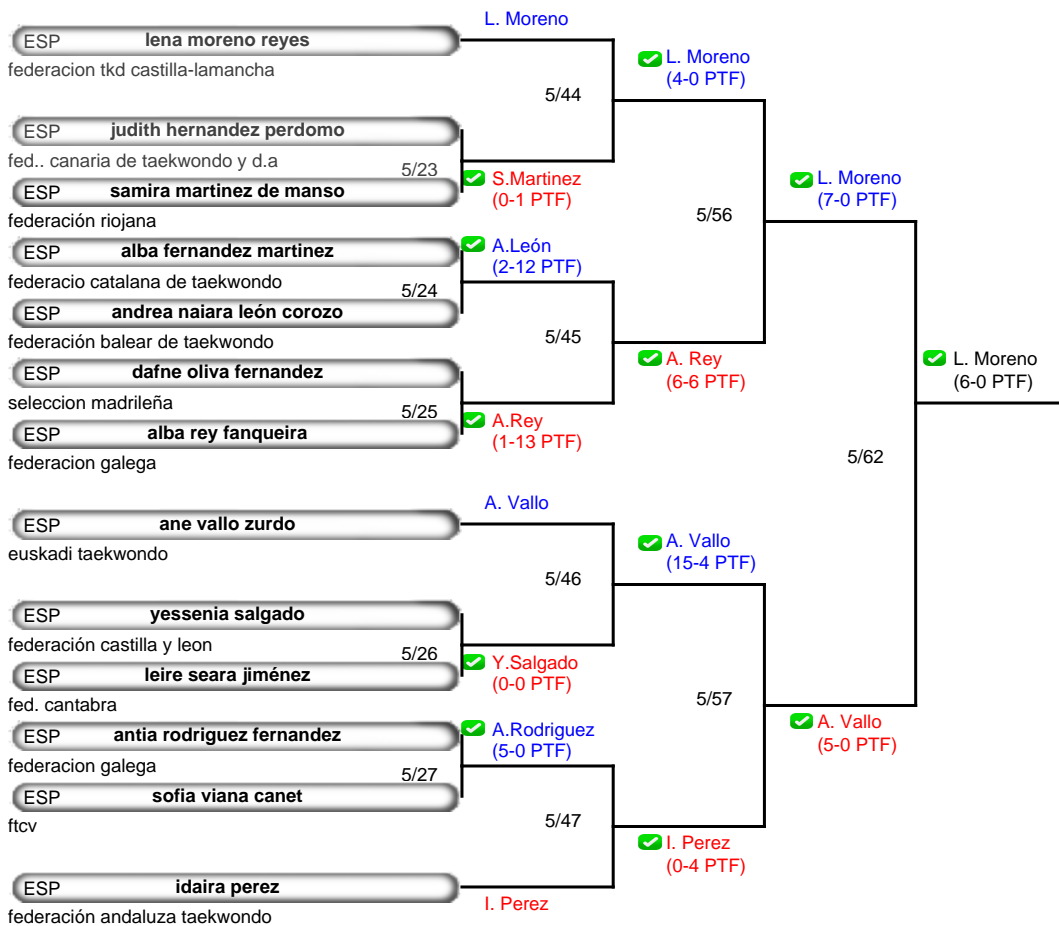 L. Moreno
ESP lena moreno reyes
federacion tkd castilla-lamancha
L. Moreno
(4-0 PTF)
5/44
ESP judith hernandez perdomo
fed.. canaria de taekwondo y d.a
5/23
S.Martinez
(0-1 PTF)
ESP samira martinez de manso
federación riojana
L. Moreno
(7-0 PTF)
5/56
ESP alba fernandez martinez
federacio catalana de taekwondo
A.León
(2-12 PTF)
5/24
ESP andrea naiara león corozo
federación balear de taekwondo
5/45
ESP dafne oliva fernandez
seleccion madrileña
A. Rey
(6-6 PTF)
L. Moreno
(6-0 PTF)
5/25
A.Rey
(1-13 PTF)
ESP alba rey fanqueira
federacion galega
5/62
ESP ane vallo zurdo
euskadi taekwondo
A. Vallo
A. Vallo
(15-4 PTF)
5/46
ESP yessenia salgado
federación castilla y leon
5/26
Y.Salgado
(0-0 PTF)
ESP leire seara jiménez
fed. cantabra
5/57
ESP antia rodriguez fernandez
federacion galega
A.Rodriguez
(5-0 PTF)
A. Vallo
(5-0 PTF)
5/27
ESP sofia viana canet
ftcv
5/47
I. Perez
(0-4 PTF)
ESP idaira perez
federación andaluza taekwondo
I. Perez